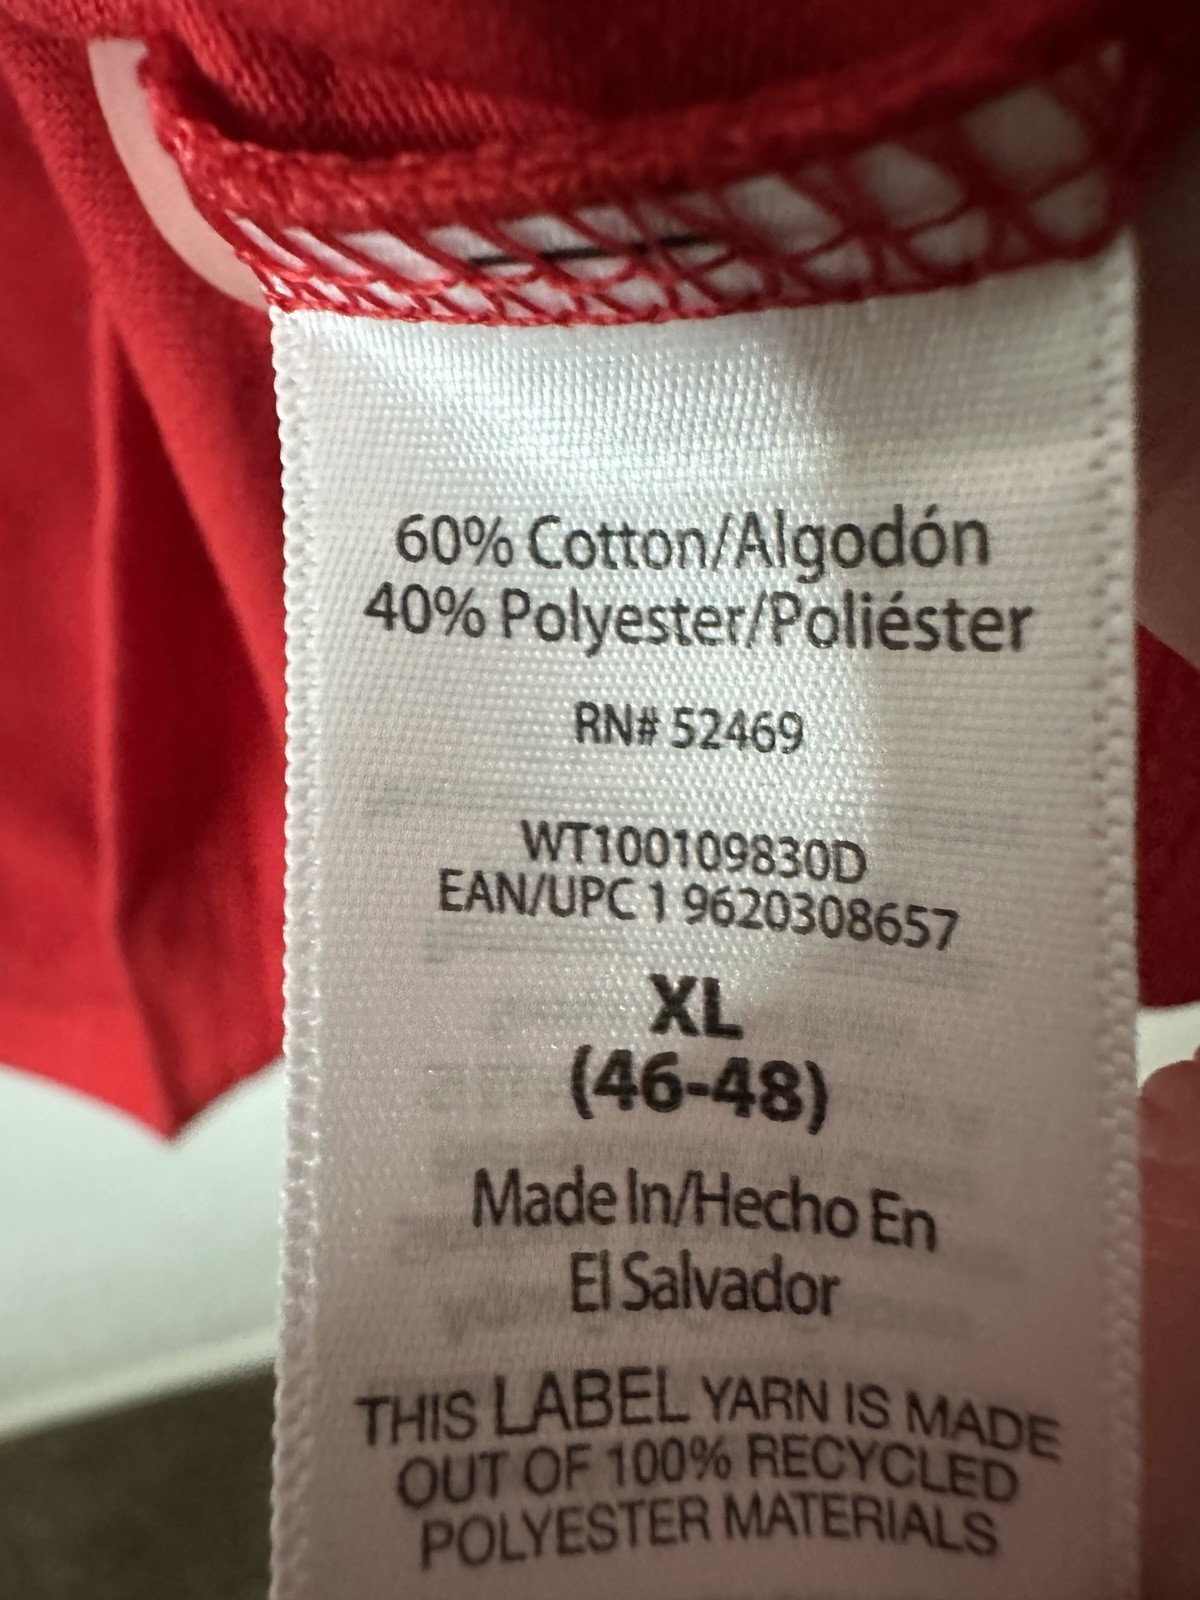 60% Cotton/Algodón
40% Polyester/Poliéster
RN# 52469
WT100109830D
EAN/UPC 1 9620308657
XL
(46-48)
Made In/Hecho En
El Salvador
THIS LABEL YARN IS MADE
OUT OF 100% RECYCLED
POLYESTER MATERIALS